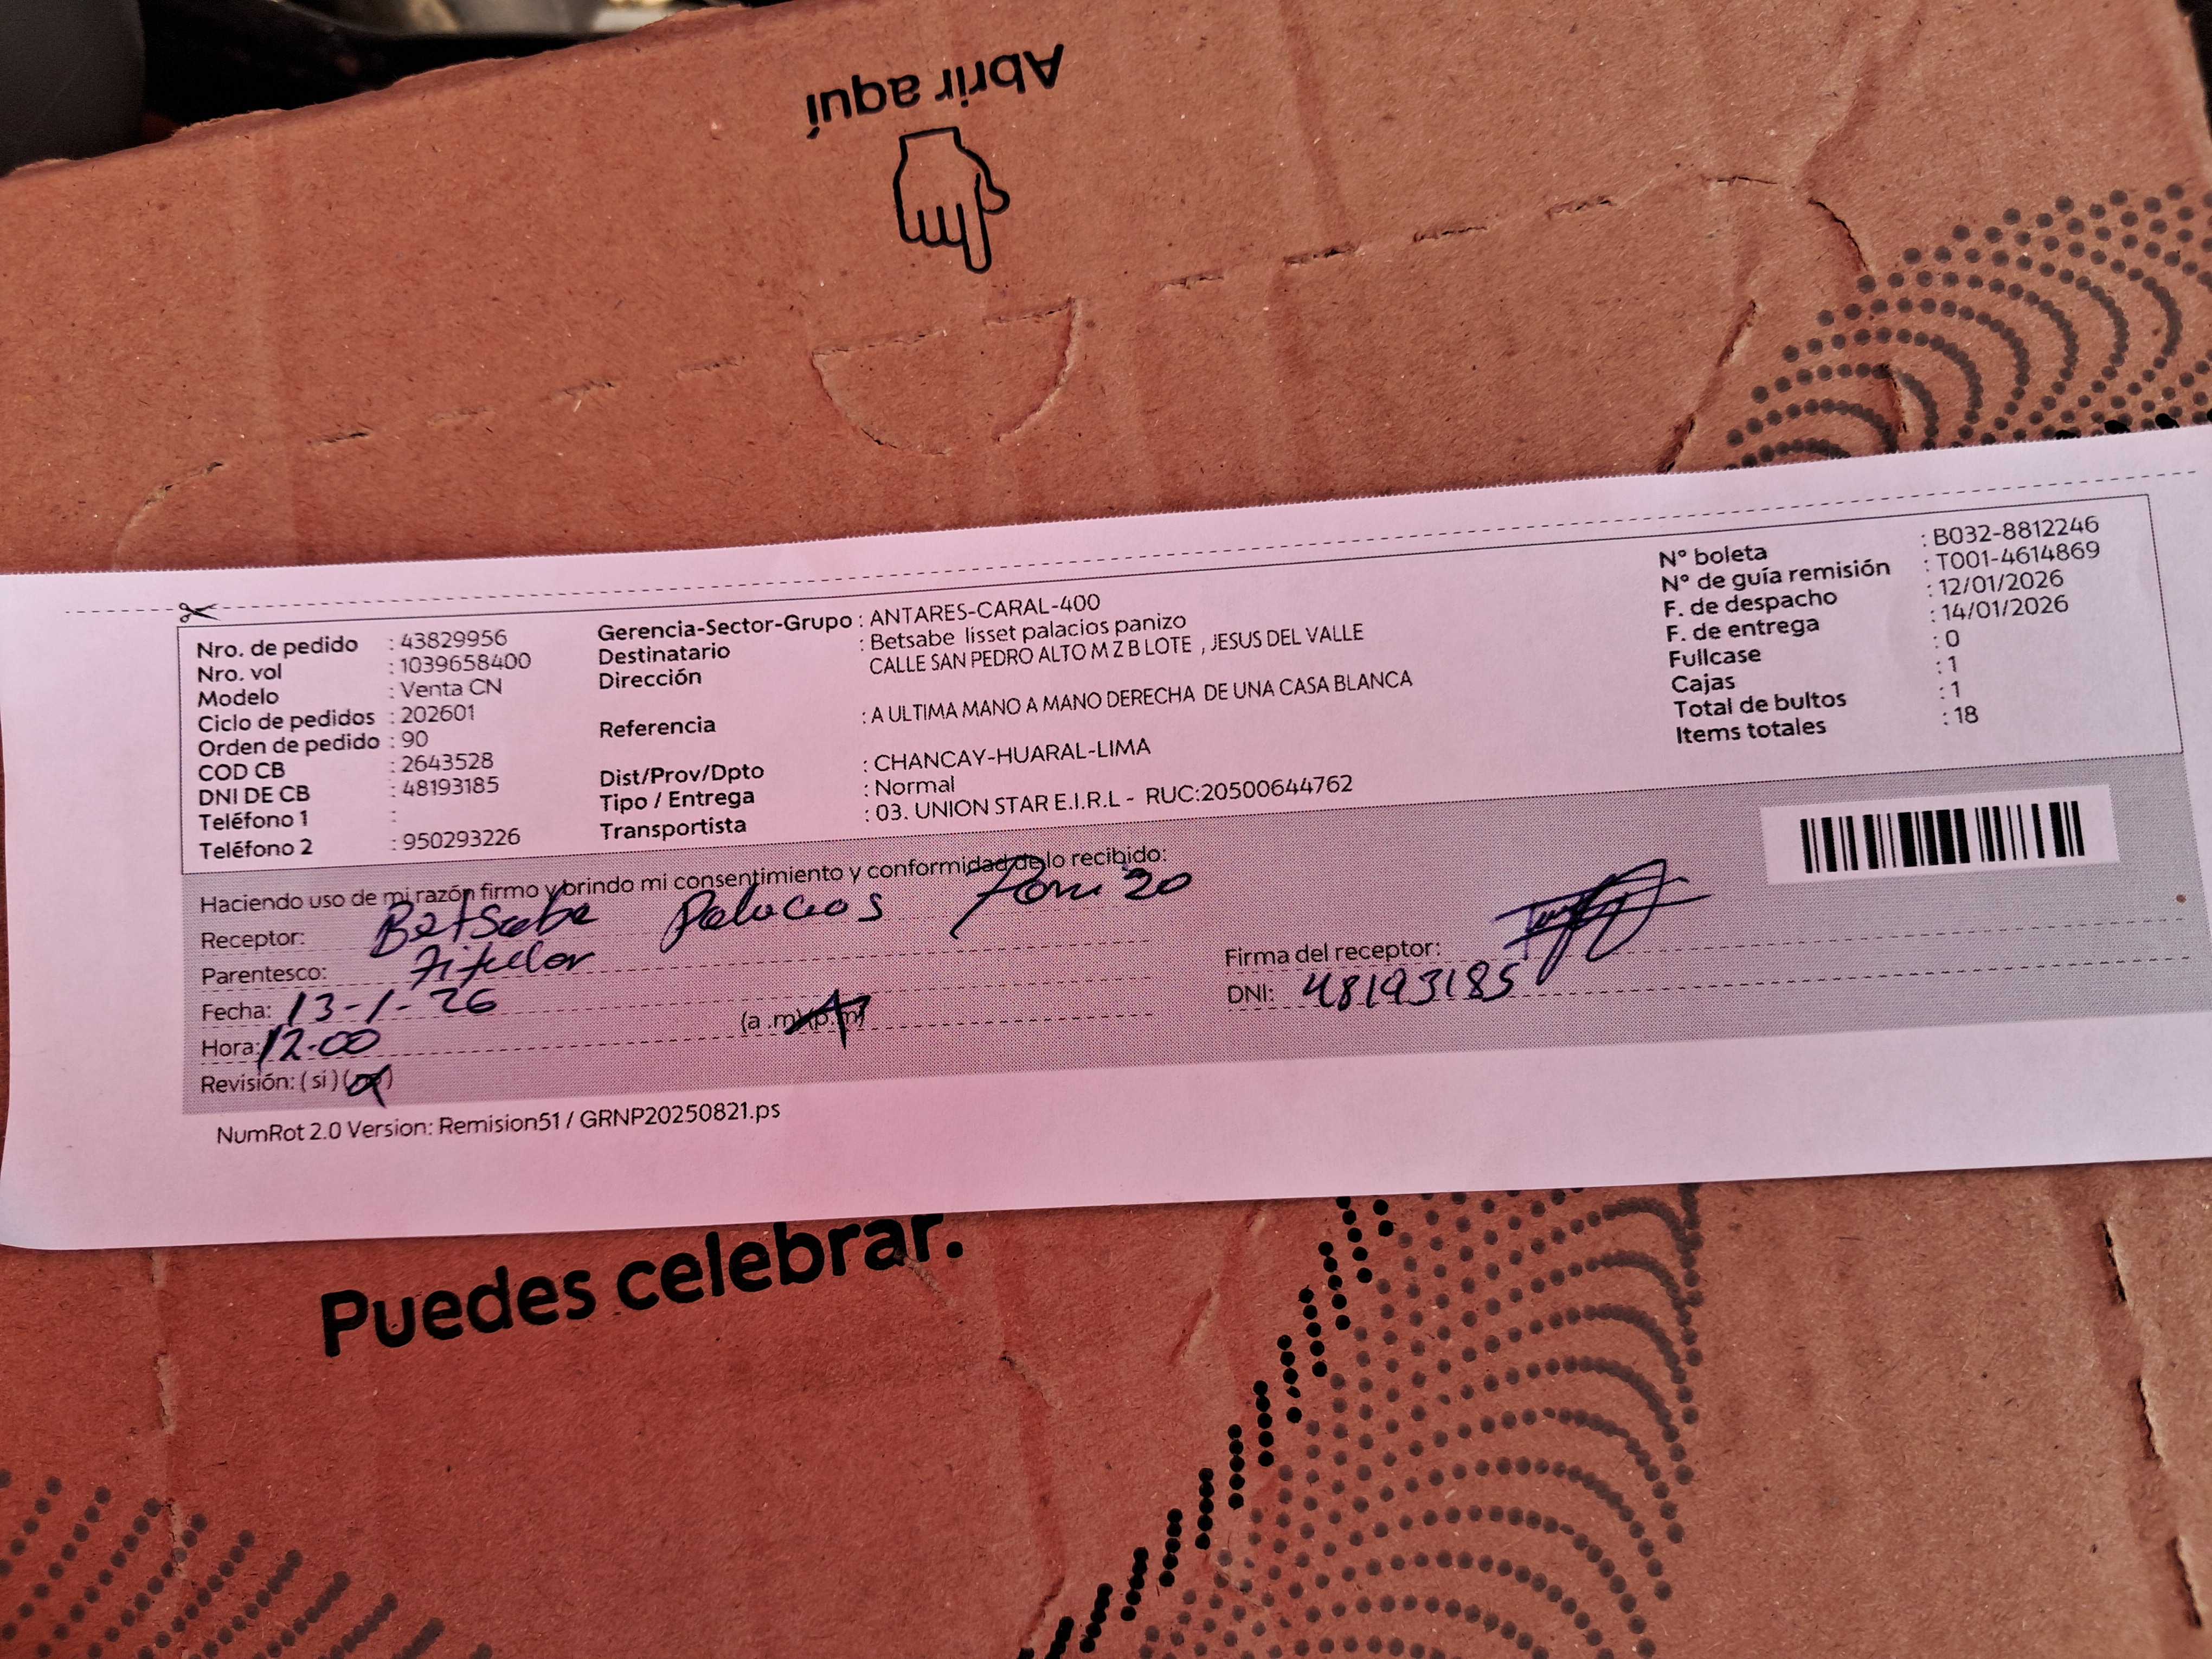 Abrir aquí
Nro. de pedido : 43829956
Nro. vol : 1039658400
Modelo : Venta CN
Ciclo de pedidos : 202601
Orden de pedido : 90
COD CB : 2643528
DNI DE CB : 48193185
Teléfono 1 :
Teléfono 2 : 950293226
Gerencia-Sector-Grupo : ANTARES-CARAL-400
Destinatario : Betsabe lisset palacios panizo
Dirección CALLE SAN PEDRO ALTO M Z B LOTE , JESUS DEL VALLE
Referencia : A ULTIMA MANO A MANO DERECHA DE UNA CASA BLANCA
Dist/Prov/Dpto : CHANCAY-HUARAL-LIMA
Tipo / Entrega : Normal
Transportista : 03. UNION STAR E.I.R.L - RUC:20500644762
N° boleta : B032-8812246
N° de guía remisión : T001-4614869
F. de despacho : 12/01/2026
F. de entrega : 14/01/2026
Fullcase : 0
Cajas : 1
Total de bultos : 1
Items totales : 18
Haciendo uso de mi razón firmo y brindo mi consentimiento y conformidad de lo recibido:
Receptor: Betsabe Palacios Panizo
Parentesco: Titular
Fecha: 13-1-26
Hora: 12.00 (a .m)(p.m)
Revisión: ( si ) (no)
Firma del receptor:
DNI: 48193185
NumRot 2.0 Version: Remision51 / GRNP20250821.ps
Puedes celebrar.